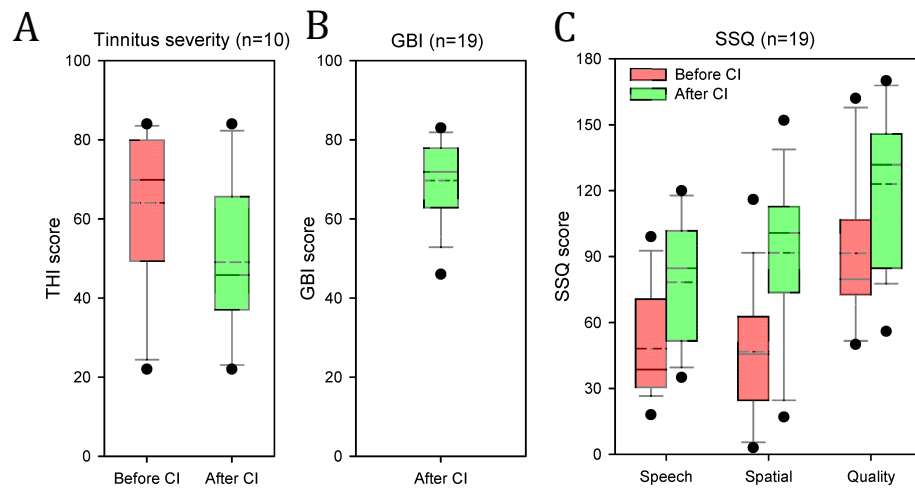 A
Tinnitus severity (n=10)
THI score
100
80
60
40
20
0
Before CI
After CI
B
GBI (n=19)
GBI score
100
80
60
40
20
0
After CI
C
SSQ (n=19)
SSQ score
180
150
120
90
60
30
0
Before CI
After CI
Speech
Spatial
Quality